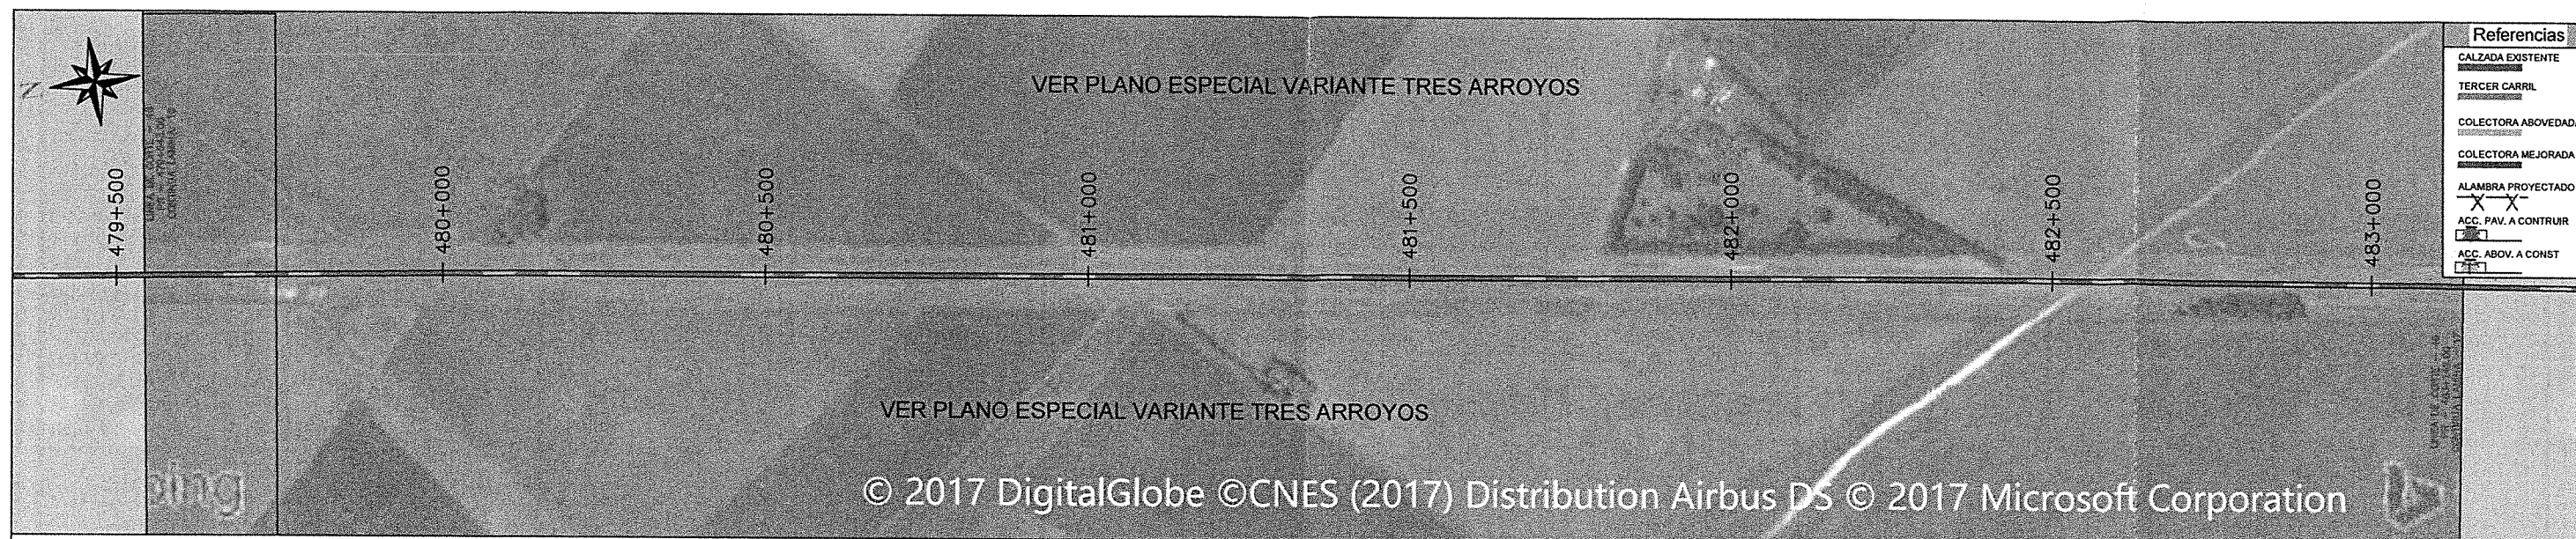 N
VER PLANO ESPECIAL VARIANTE TRES ARROYOS
479+500
480+000
480+500
481+000
481+500
482+000
482+500
483+000
Referencias
CALZADA EXISTENTE
TERCER CARRIL
COLECTORA ABOVEDADA
COLECTORA MEJORADA
ALAMBRA PROYECTADO
ACC. PAV. A CONTRUIR
ACC. ABOV. A CONST
VER PLANO ESPECIAL VARIANTE TRES ARROYOS
bing
© 2017 DigitalGlobe ©CNES (2017) Distribution Airbus DS © 2017 Microsoft Corporation